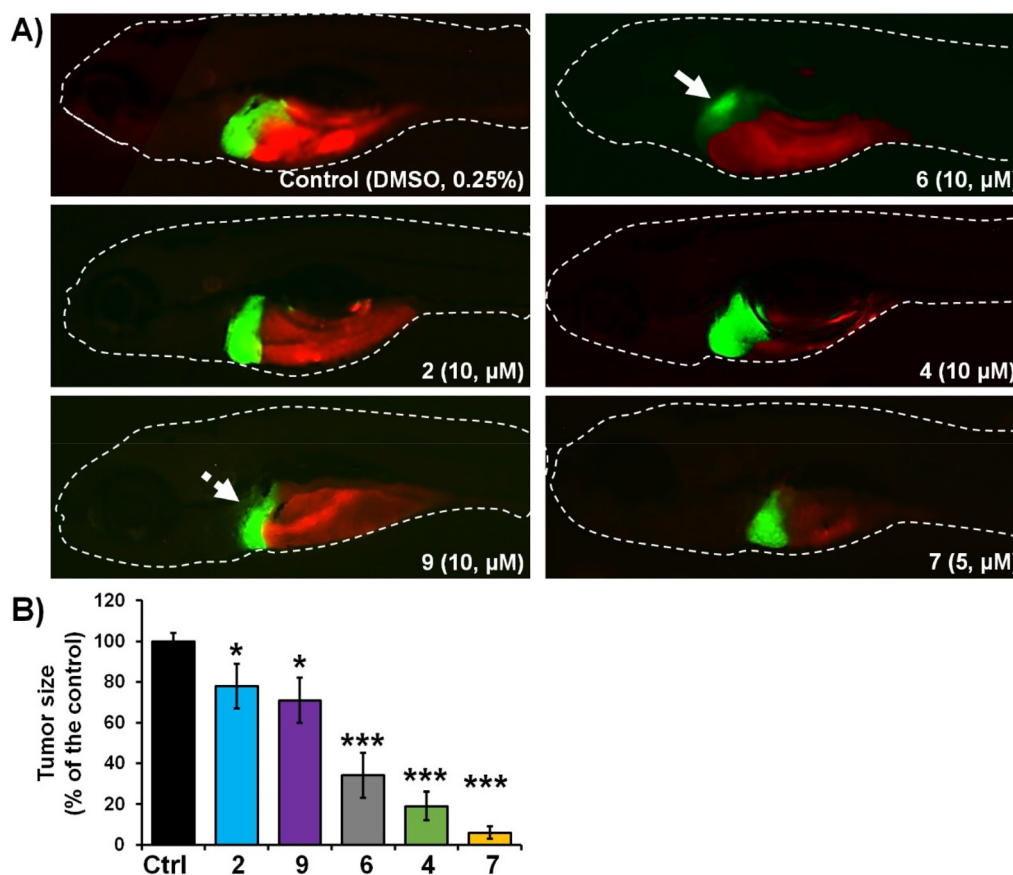 A)
Control (DMSO, 0.25%)
6 (10, µM)
2 (10, µM)
4 (10 µM)
9 (10, µM)
7 (5, µM)
B)
Tumor size
(% of the control)
120
100
80
60
40
20
0
*
*
***
***
***
Ctrl 2 9 6 4 7